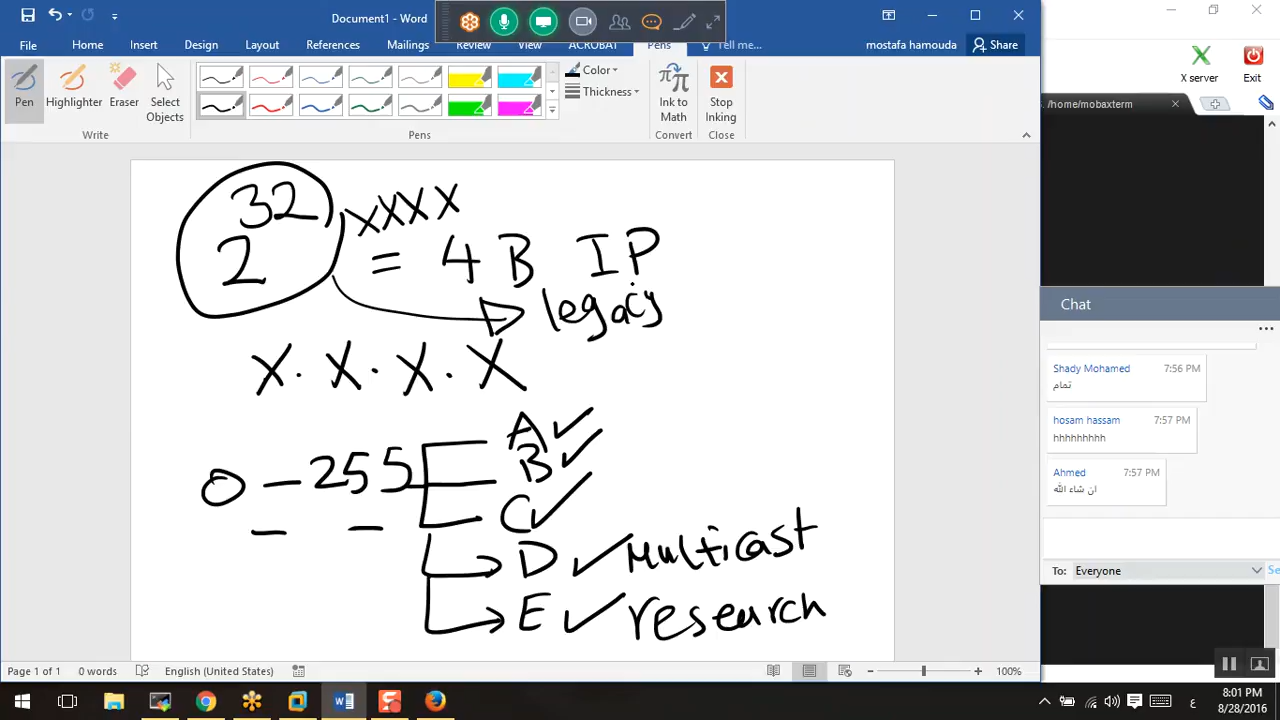 Document1 - Word
File
Home
Insert
Design
Layout
References
Mailings
Review
View
ACROBAT
Pens
Tell me...
mostafa hamouda
Share
Pen
Highlighter
Eraser
Select Objects
Write
Pens
Color
Thickness
Ink to Math
Convert
Stop Inking
Close
X server
Exit
/home/mobaxterm
2^32 XXXX
= 4 B IP
legacy
X . X . X . X
0 – 255
A ✓
B ✓
C ✓
D ✓ Multicast
E ✓ research
Chat
Shady Mohamed 7:56 PM
تمام
hosam hassam 7:57 PM
hhhhhhhhh
Ahmed 7:57 PM
ان شاء الله
To: Everyone
Se
Page 1 of 1
0 words
English (United States)
100%
8:01 PM
8/28/2016
ع